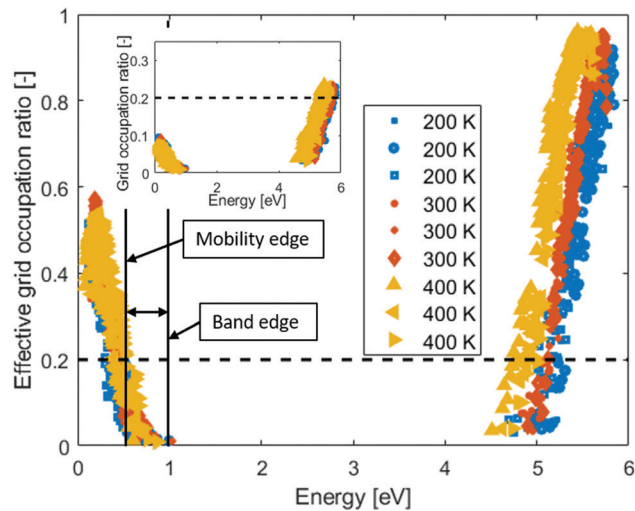 Effective grid occupation ratio [-]
1
0.8
0.6
0.4
0.2
0
0 1 2 3 4 5 6
Energy [eV]
Grid occupation ratio [-]
0.3
0.2
0.1
0
0 2 4 6
Energy [eV]
Mobility edge
Band edge
200 K
200 K
200 K
300 K
300 K
300 K
400 K
400 K
400 K